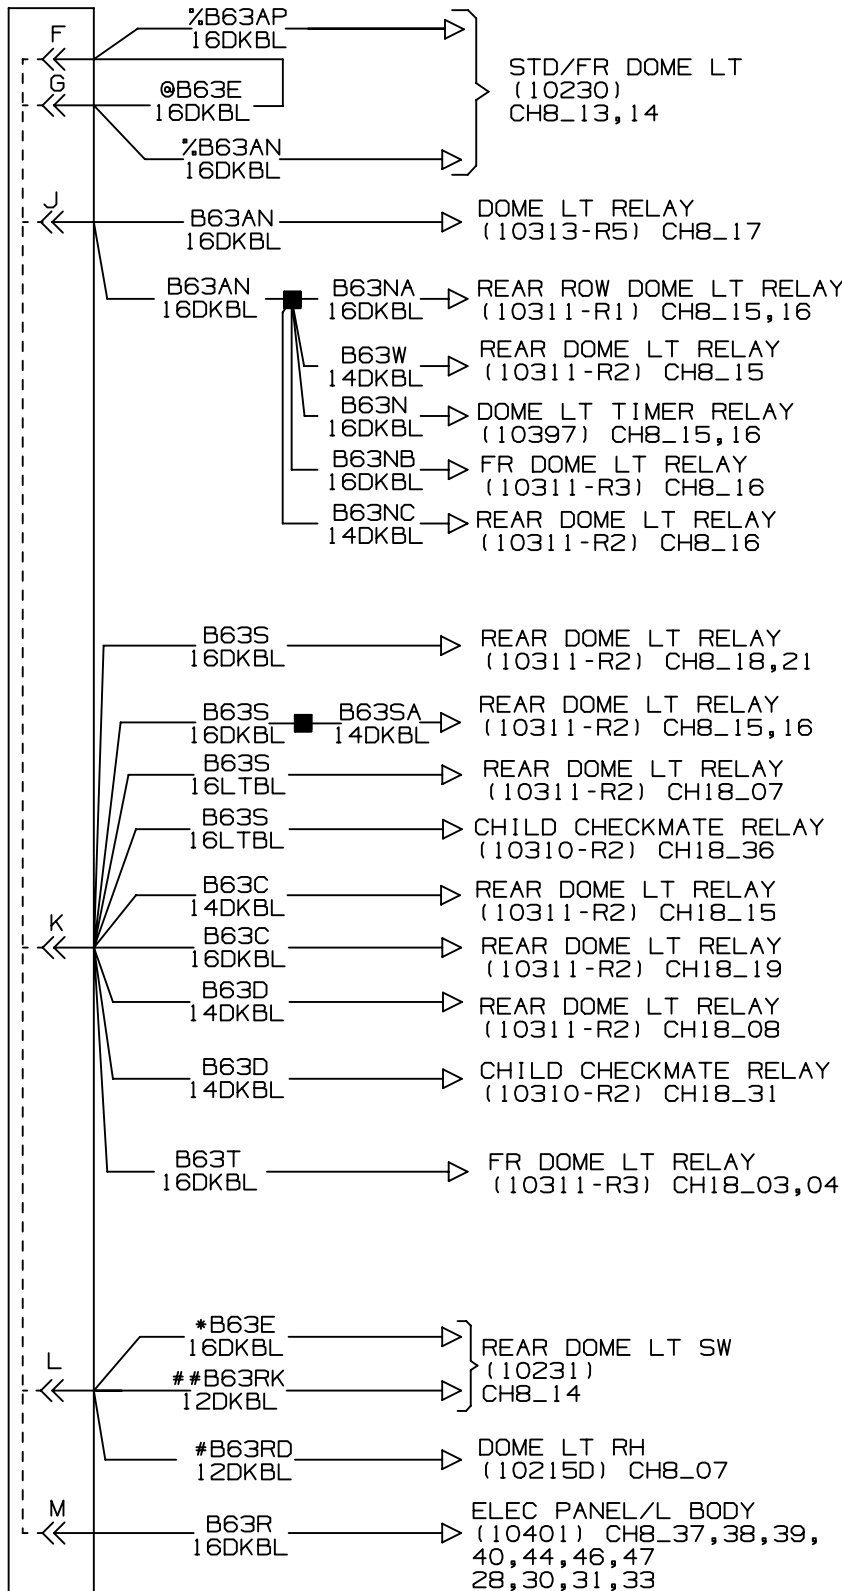 F
%B63AP
16DKBL
G
@B63E
16DKBL
%B63AN
16DKBL
STD/FR DOME LT
(10230)
CH8_13,14
J
B63AN
16DKBL
DOME LT RELAY
(10313-R5) CH8_17
B63AN
16DKBL
B63NA
16DKBL
REAR ROW DOME LT RELAY
(10311-R1) CH8_15,16
B63W
14DKBL
REAR DOME LT RELAY
(10311-R2) CH8_15
B63N
16DKBL
DOME LT TIMER RELAY
(10397) CH8_15,16
B63NB
16DKBL
FR DOME LT RELAY
(10311-R3) CH8_16
B63NC
14DKBL
REAR DOME LT RELAY
(10311-R2) CH8_16
B63S
16DKBL
REAR DOME LT RELAY
(10311-R2) CH8_18,21
B63S
16DKBL
B63SA
14DKBL
REAR DOME LT RELAY
(10311-R2) CH8_15,16
B63S
16LTBL
REAR DOME LT RELAY
(10311-R2) CH18_07
B63S
16LTBL
CHILD CHECKMATE RELAY
(10310-R2) CH18_36
B63C
14DKBL
REAR DOME LT RELAY
(10311-R2) CH18_15
K
B63C
16DKBL
REAR DOME LT RELAY
(10311-R2) CH18_19
B63D
14DKBL
REAR DOME LT RELAY
(10311-R2) CH18_08
B63D
14DKBL
CHILD CHECKMATE RELAY
(10310-R2) CH18_31
B63T
16DKBL
FR DOME LT RELAY
(10311-R3) CH18_03,04
L
*B63E
16DKBL
##B63RK
12DKBL
REAR DOME LT SW
(10231)
CH8_14
#B63RD
12DKBL
DOME LT RH
(10215D) CH8_07
M
B63R
16DKBL
ELEC PANEL/L BODY
(10401) CH8_37,38,39,
40,44,46,47
28,30,31,33